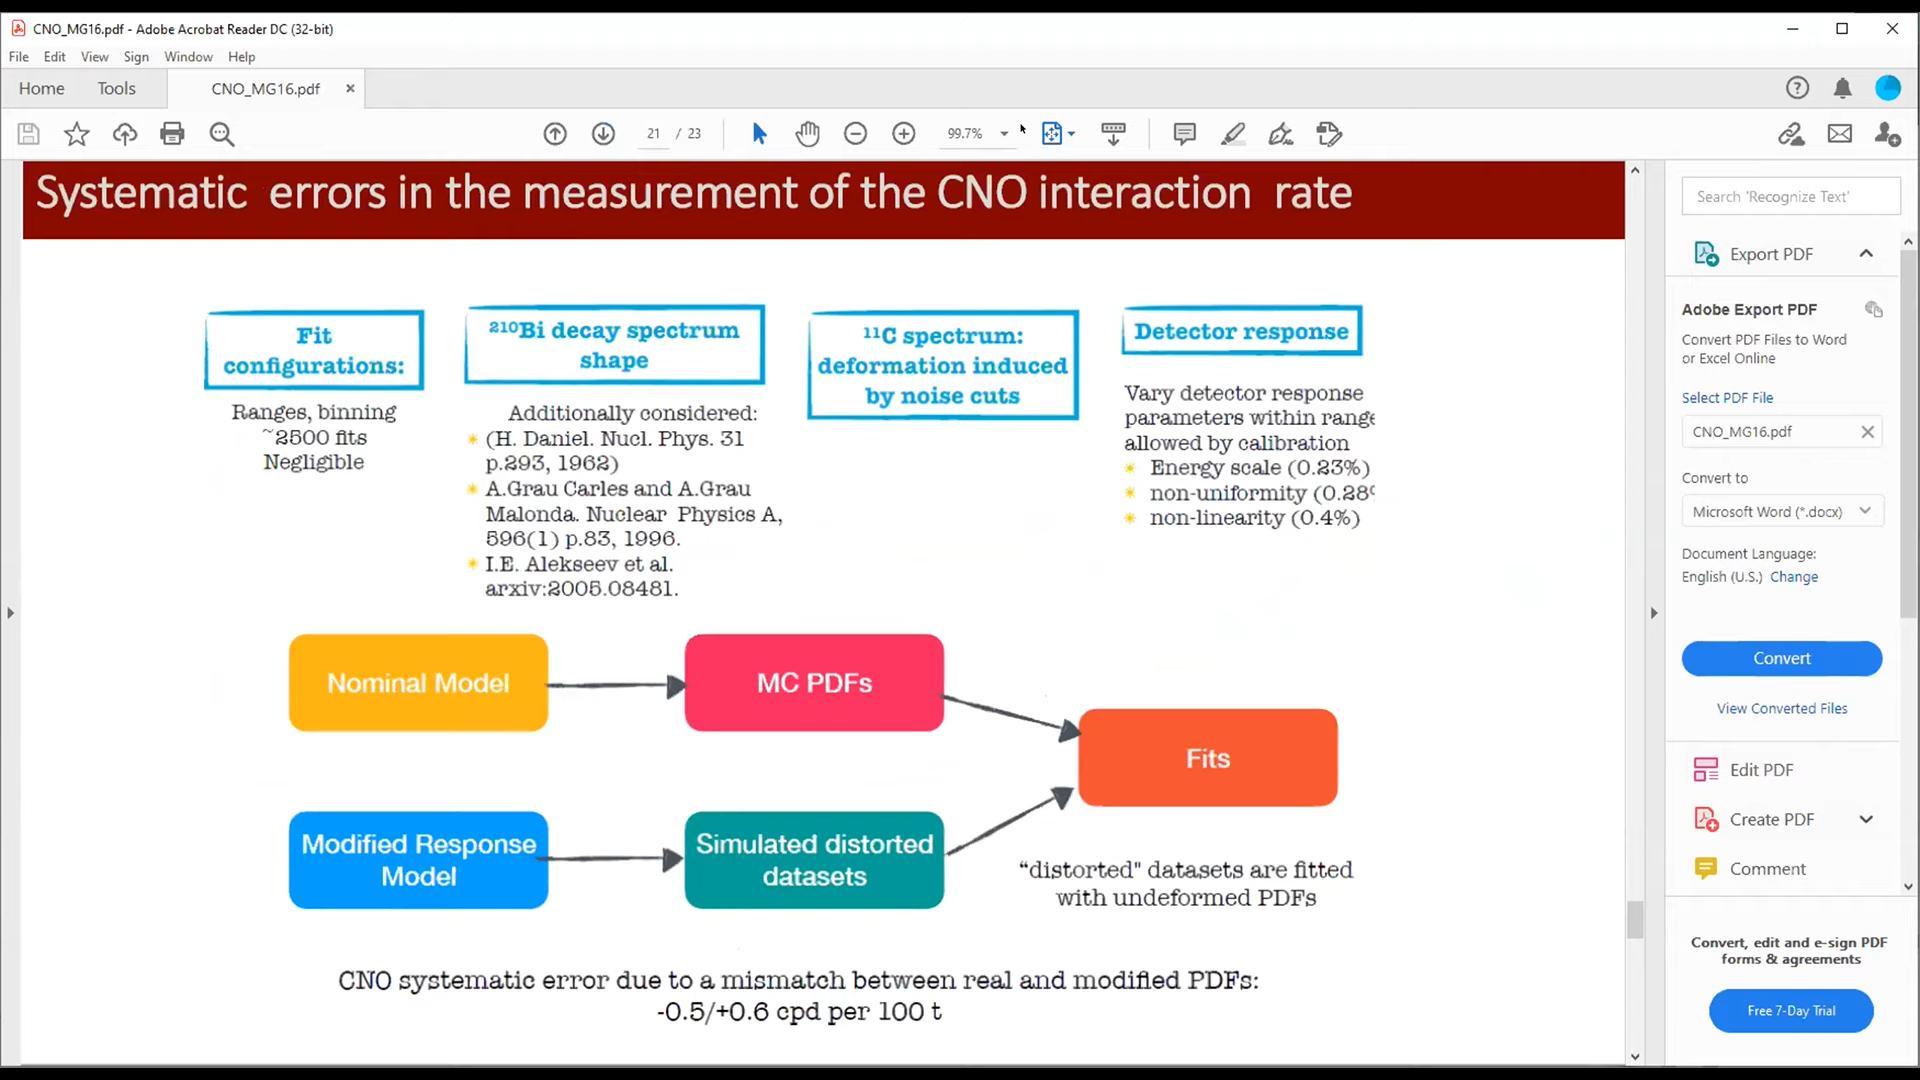 CNO_MG16.pdf - Adobe Acrobat Reader DC (32-bit)
File Edit View Sign Window Help
Home Tools CNO_MG16.pdf
21 / 23 99.7%
Systematic errors in the measurement of the CNO interaction rate
Fit
configurations:
Ranges, binning
~2500 fits
Negligible
²¹⁰Bi decay spectrum
shape
Additionally considered:
(H. Daniel. Nucl. Phys. 31
p.293, 1962)
A.Grau Carles and A.Grau
Malonda. Nuclear Physics A,
596(1) p.83, 1996.
I.E. Alekseev et al.
arxiv:2005.08481.
¹¹C spectrum:
deformation induced
by noise cuts
Detector response
Vary detector response
parameters within range
allowed by calibration
Energy scale (0.23%)
non-uniformity (0.28%
non-linearity (0.4%)
Nominal Model
MC PDFs
Fits
Modified Response
Model
Simulated distorted
datasets
“distorted" datasets are fitted
with undeformed PDFs
CNO systematic error due to a mismatch between real and modified PDFs:
-0.5/+0.6 cpd per 100 t
Search 'Recognize Text'
Export PDF
Adobe Export PDF
Convert PDF Files to Word
or Excel Online
Select PDF File
CNO_MG16.pdf
Convert to
Microsoft Word (*.docx)
Document Language:
English (U.S.) Change
Convert
View Converted Files
Edit PDF
Create PDF
Comment
Convert, edit and e-sign PDF
forms & agreements
Free 7-Day Trial